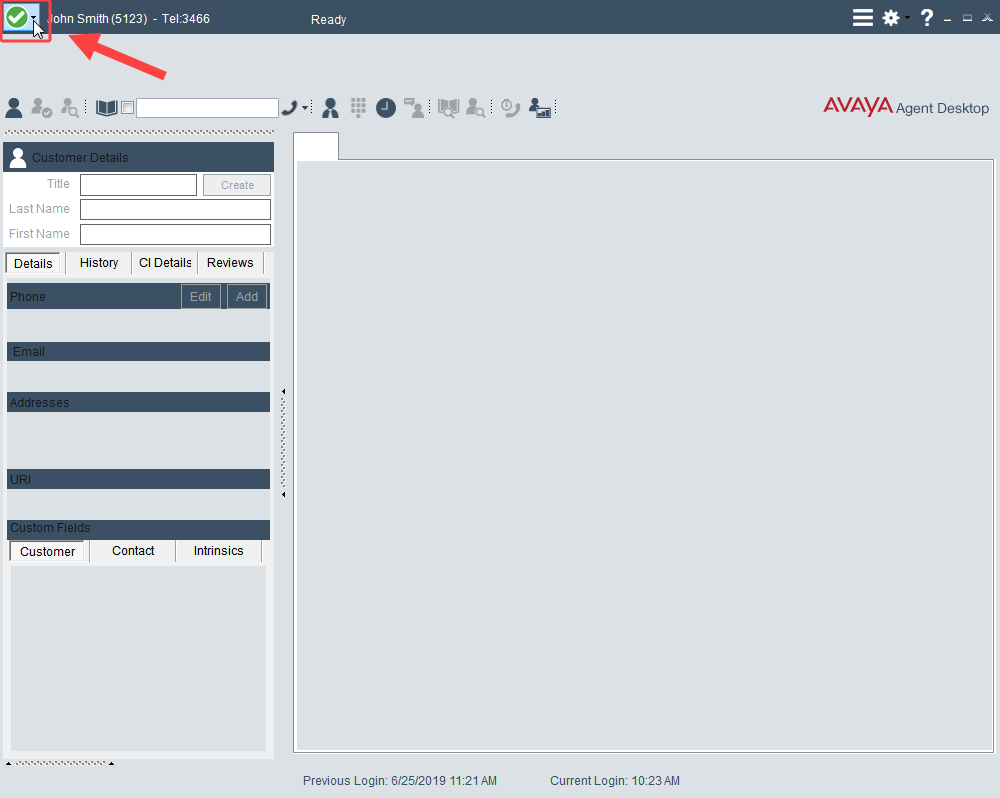 John Smith (5123) - Tel:3466
Ready
?
AVAYA Agent Desktop
Customer Details
Title
Create
Last Name
First Name
Details
History
CI Details
Reviews
Phone
Edit
Add
Email
Addresses
URI
Custom Fields
Customer
Contact
Intrinsics
Previous Login: 6/25/2019 11:21 AM
Current Login: 10:23 AM